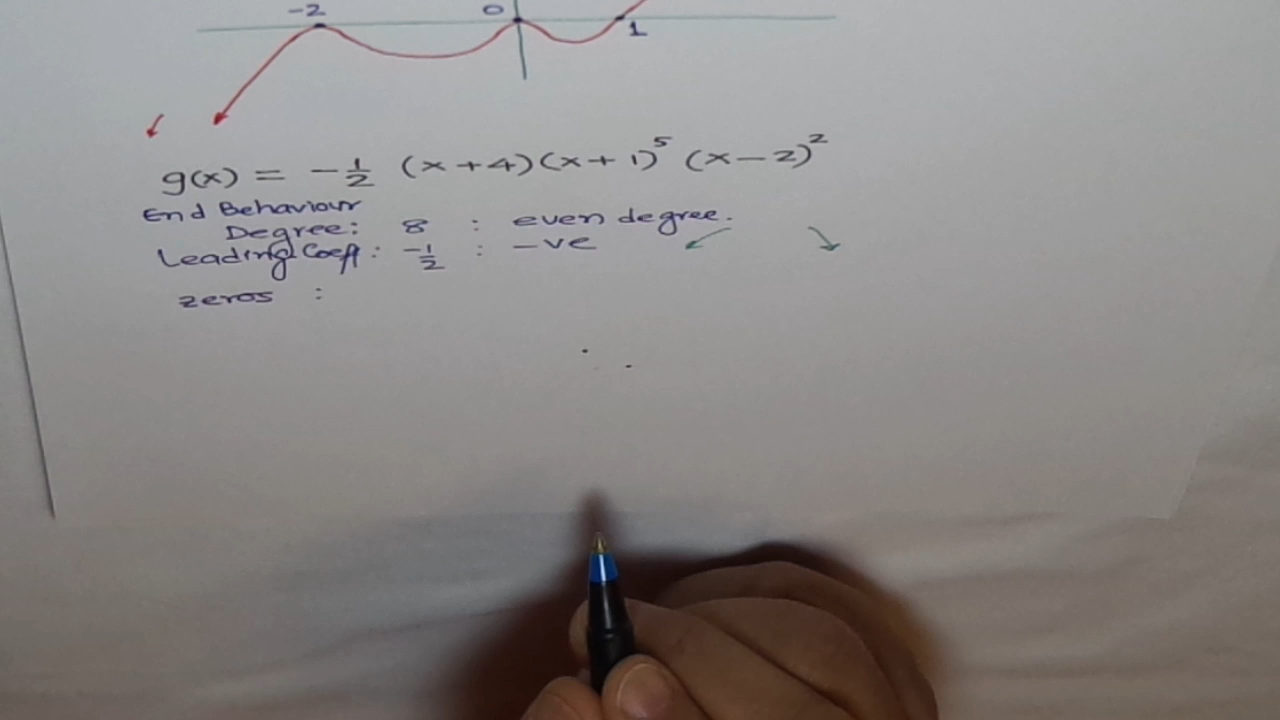 -2 0 1
g(x) = -1/2 (x+4)(x+1)^5 (x-2)^2
End Behaviour
Degree: 8 : even degree.
Leading Coeff: -1/2 : -ve
zeros :